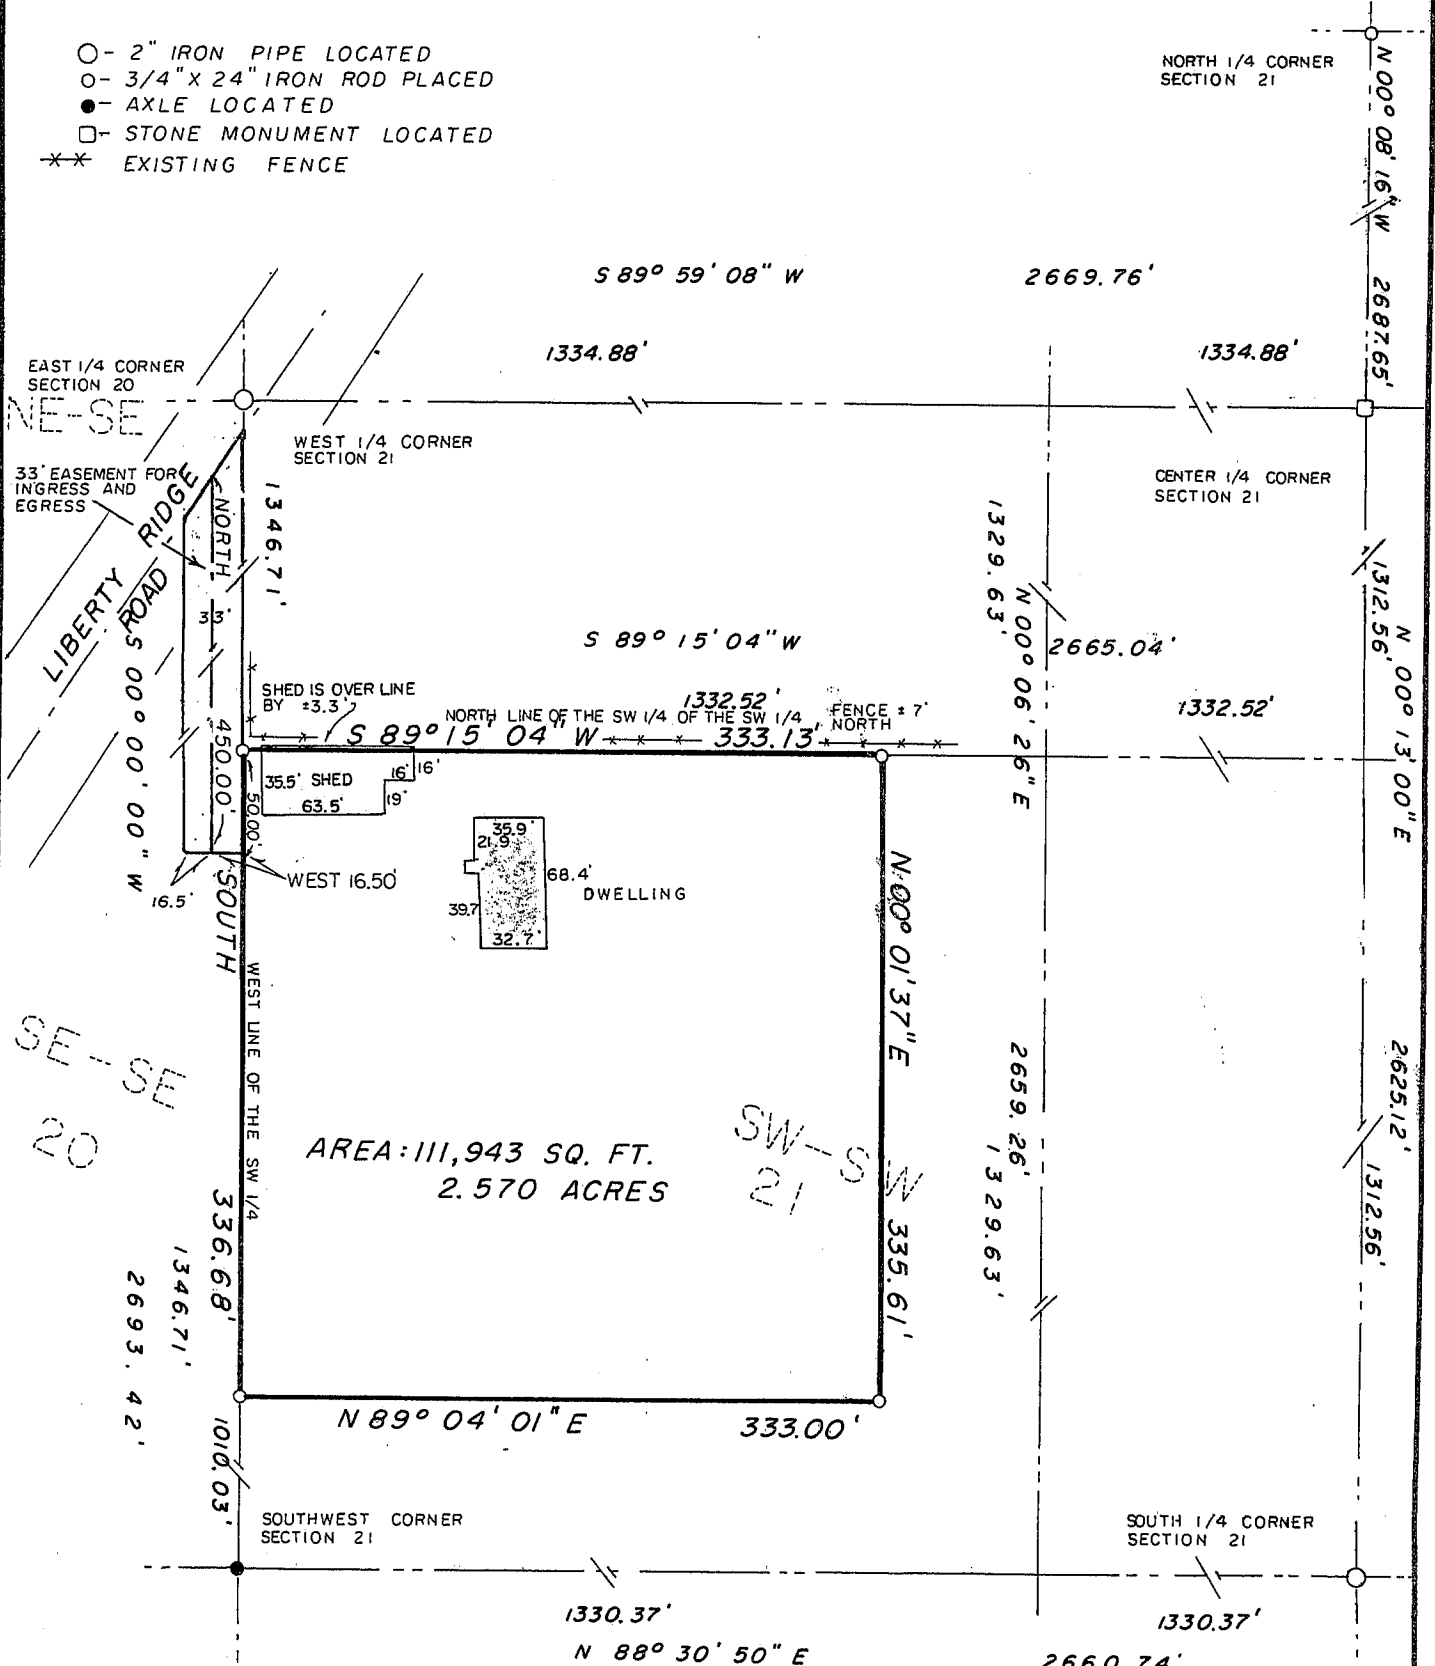 O- 2" IRON PIPE LOCATED
o- 3/4"X 24" IRON ROD PLACED
●- AXLE LOCATED
□- STONE MONUMENT LOCATED
EXISTING FENCE
NORTH 1/4 CORNER
SECTION 21
N 00° 08' 16" W 2687.65'
S 89° 59' 08" W 2669.76'
1334.88' 1334.88'
EAST 1/4 CORNER
SECTION 20
NE-SE
WEST 1/4 CORNER
SECTION 21
CENTER 1/4 CORNER
SECTION 21
33' EASEMENT FOR
INGRESS AND
EGRESS
LIBERTY RIDGE
ROAD
NORTH
33'
450.00'
1346.71'
S 00° 00' 00" W
1329.63'
N 00° 06' 26" E
1312.56'
N 00° 13' 00" E
S 89° 15' 04" W 2665.04'
SHED IS OVER LINE
BY ±3.3'
1332.52' 1332.52'
NORTH LINE OF THE SW 1/4 OF THE SW 1/4
FENCE ± 7'
NORTH
S 89° 15' 04" W 333.13'
35.5' SHED
16' 16'
63.5' 19'
50.00'
WEST 16.50'
16.5'
35.9'
21.9
68.4'
DWELLING
39.7
32.7'
SOUTH
WEST LINE OF THE SW 1/4
N 00° 01' 37" E
SE-SE
20
AREA: 111,943 SQ. FT.
2.570 ACRES
SW-SW
21
336.68'
335.61'
1346.71'
2693.42'
2659.26'
1329.63'
2625.12'
1312.56'
N 89° 04' 01" E 333.00'
1010.03'
SOUTHWEST CORNER
SECTION 21
SOUTH 1/4 CORNER
SECTION 21
1330.37' 1330.37'
N 88° 30' 50" E 2660.74'